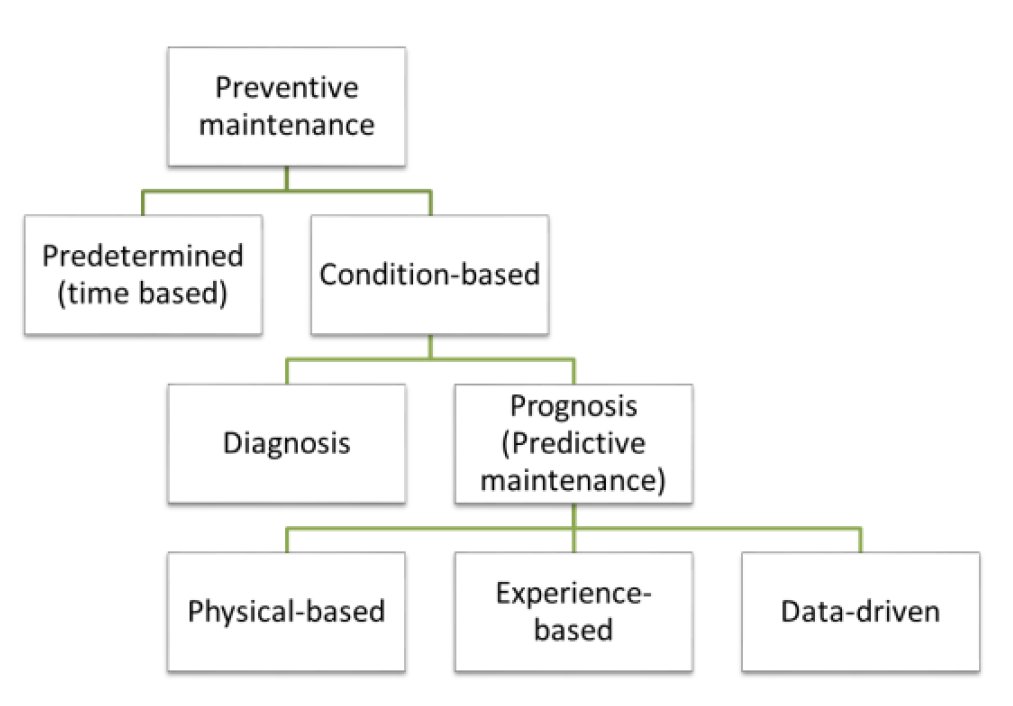 Preventive
maintenance
Predetermined
(time based)
Condition-based
Diagnosis
Prognosis
(Predictive
maintenance)
Physical-based
Experience-
based
Data-driven